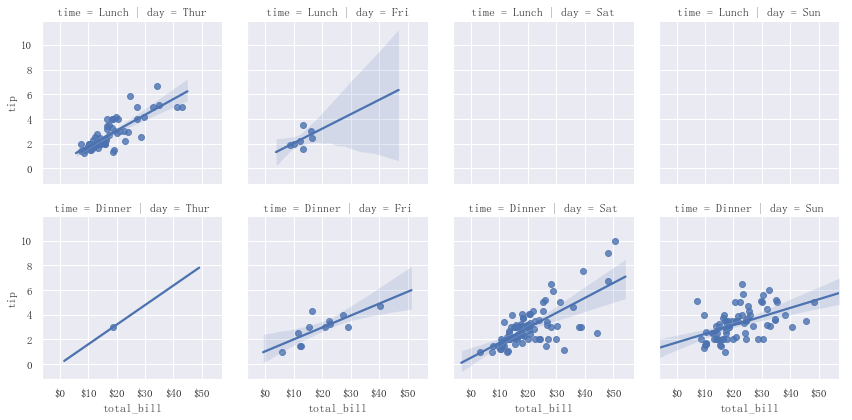 time = Lunch | day = Thur
time = Lunch | day = Fri
time = Lunch | day = Sat
time = Lunch | day = Sun
10
8
6
4
2
0
tip
time = Dinner | day = Thur
time = Dinner | day = Fri
time = Dinner | day = Sat
time = Dinner | day = Sun
10
8
6
4
2
0
tip
$0 $10 $20 $30 $40 $50
$0 $10 $20 $30 $40 $50
$0 $10 $20 $30 $40 $50
$0 $10 $20 $30 $40 $50
total_bill
total_bill
total_bill
total_bill